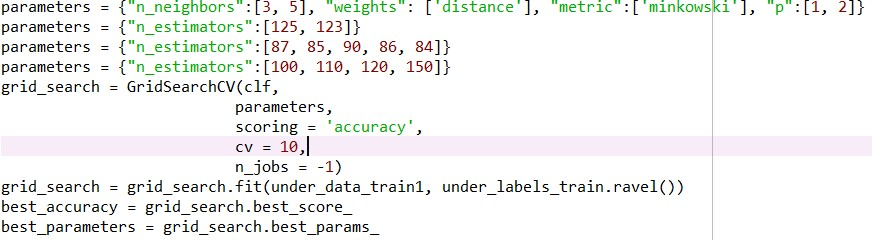 parameters = {"n_neighbors":[3, 5], "weights": ['distance'], "metric":['minkowski'], "p":[1, 2]}
parameters = {"n_estimators":[125, 123]}
parameters = {"n_estimators":[87, 85, 90, 86, 84]}
parameters = {"n_estimators":[100, 110, 120, 150]}
grid_search = GridSearchCV(clf,
                           parameters,
                           scoring = 'accuracy',
                           cv = 10,
                           n_jobs = -1)
grid_search = grid_search.fit(under_data_train1, under_labels_train.ravel())
best_accuracy = grid_search.best_score_
best_parameters = grid_search.best_params_